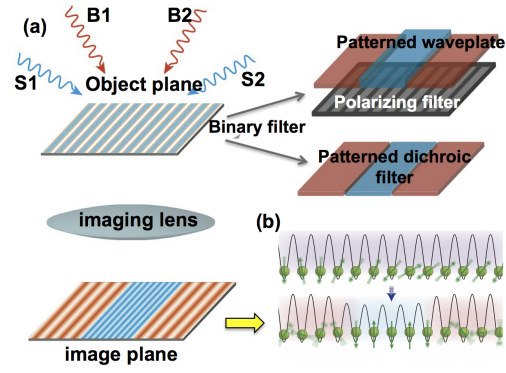 (a)
B1
B2
S1
Object plane
S2
Binary filter
Patterned waveplate
Polarizing filter
Patterned dichroic
filter
imaging lens
(b)
image plane